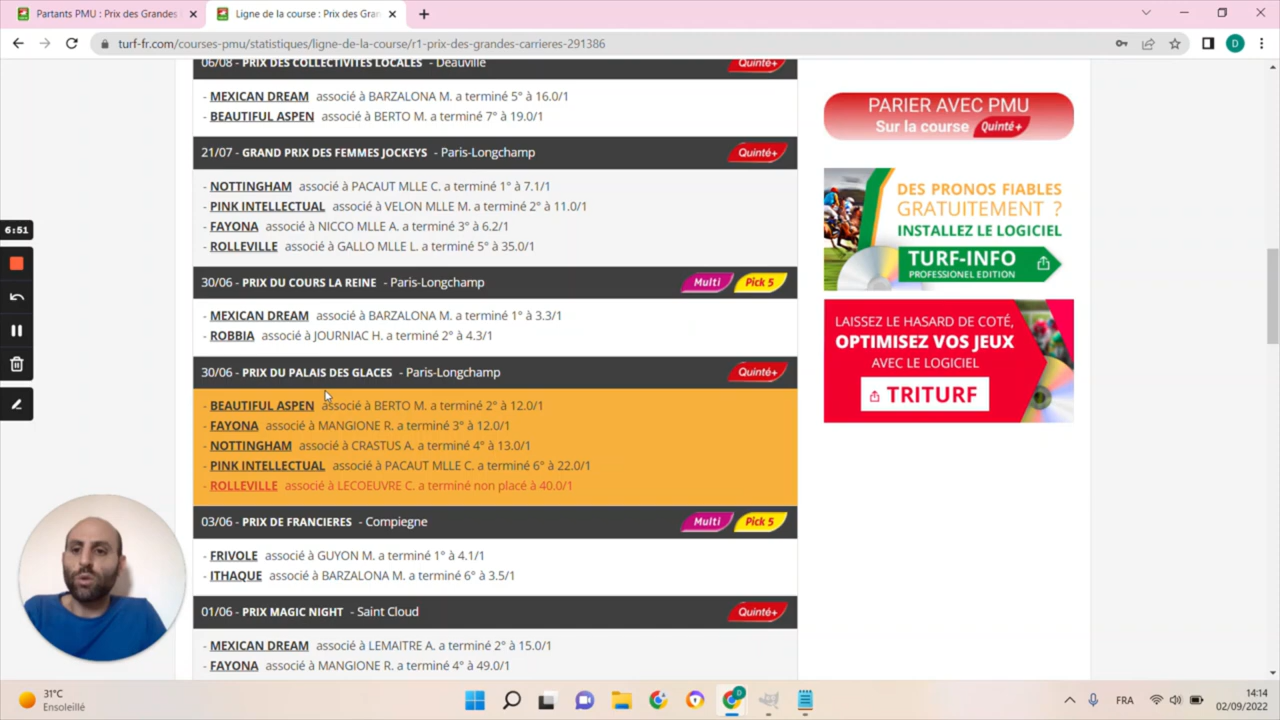 Partants PMU : Prix des Grandes
Ligne de la course : Prix des Gran
turf-fr.com/courses-pmu/statistiques/ligne-de-la-course/r1-prix-des-grandes-carrieres-291386
D
06/08 - PRIX DES COLLECTIVITES LOCALES - Deauville
Quinté+
- MEXICAN DREAM associé à BARZALONA M. a terminé 5° à 16.0/1
- BEAUTIFUL ASPEN associé à BERTO M. a terminé 7° à 19.0/1
21/07 - GRAND PRIX DES FEMMES JOCKEYS - Paris-Longchamp
Quinté+
- NOTTINGHAM associé à PACAUT MLLE C. a terminé 1° à 7.1/1
- PINK INTELLECTUAL associé à VELON MLLE M. a terminé 2° à 11.0/1
- FAYONA associé à NICCO MLLE A. a terminé 3° à 6.2/1
- ROLLEVILLE associé à GALLO MLLE L. a terminé 5° à 35.0/1
30/06 - PRIX DU COURS LA REINE - Paris-Longchamp
Multi Pick 5
- MEXICAN DREAM associé à BARZALONA M. a terminé 1° à 3.3/1
- ROBBIA associé à JOURNIAC H. a terminé 2° à 4.3/1
30/06 - PRIX DU PALAIS DES GLACES - Paris-Longchamp
Quinté+
- BEAUTIFUL ASPEN associé à BERTO M. a terminé 2° à 12.0/1
- FAYONA associé à MANGIONE R. a terminé 3° à 12.0/1
- NOTTINGHAM associé à CRASTUS A. a terminé 4° à 13.0/1
- PINK INTELLECTUAL associé à PACAUT MLLE C. a terminé 6° à 22.0/1
- ROLLEVILLE associé à LECOEUVRE C. a terminé non placé à 40.0/1
03/06 - PRIX DE FRANCIERES - Compiegne
Multi Pick 5
- FRIVOLE associé à GUYON M. a terminé 1° à 4.1/1
- ITHAQUE associé à BARZALONA M. a terminé 6° à 3.5/1
01/06 - PRIX MAGIC NIGHT - Saint Cloud
Quinté+
- MEXICAN DREAM associé à LEMAITRE A. a terminé 2° à 15.0/1
- FAYONA associé à MANGIONE R. a terminé 4° à 49.0/1
PARIER AVEC PMU
Sur la course Quinté+
DES PRONOS FIABLES
GRATUITEMENT ?
INSTALLEZ LE LOGICIEL
TURF-INFO
PROFESSIONEL EDITION
LAISSEZ LE HASARD DE COTÉ,
OPTIMISEZ VOS JEUX
AVEC LE LOGICIEL
TRITURF
6:51
31°C
Ensoleillé
D
FRA
14:14
02/09/2022